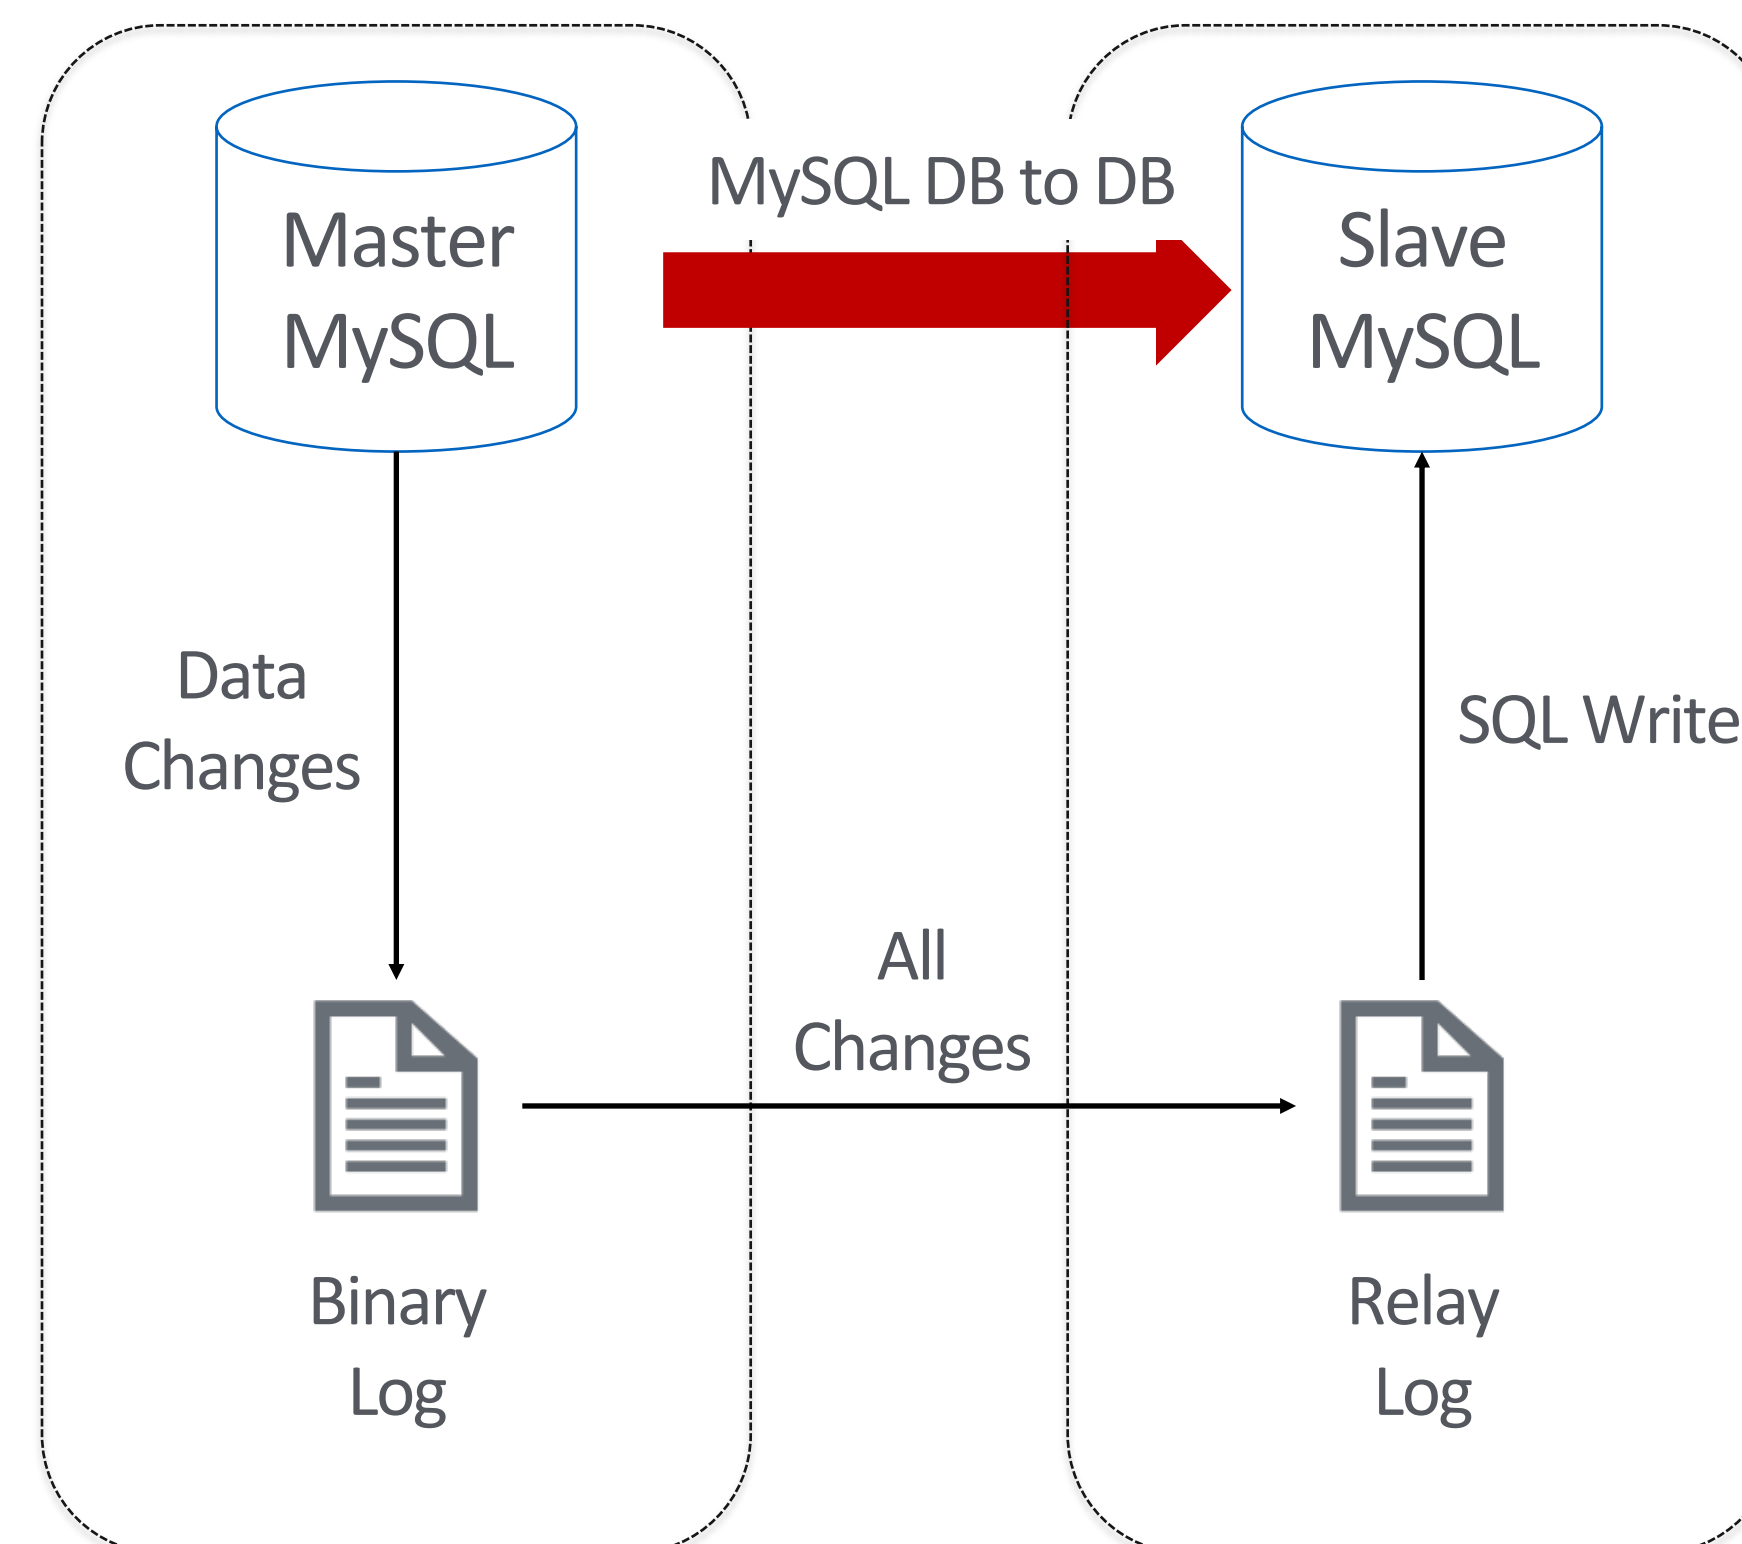 MySQL DB to DB
Master
MySQL
Slave
MySQL
Data
Changes
SQL Write
All
Changes
Binary
Log
Relay
Log